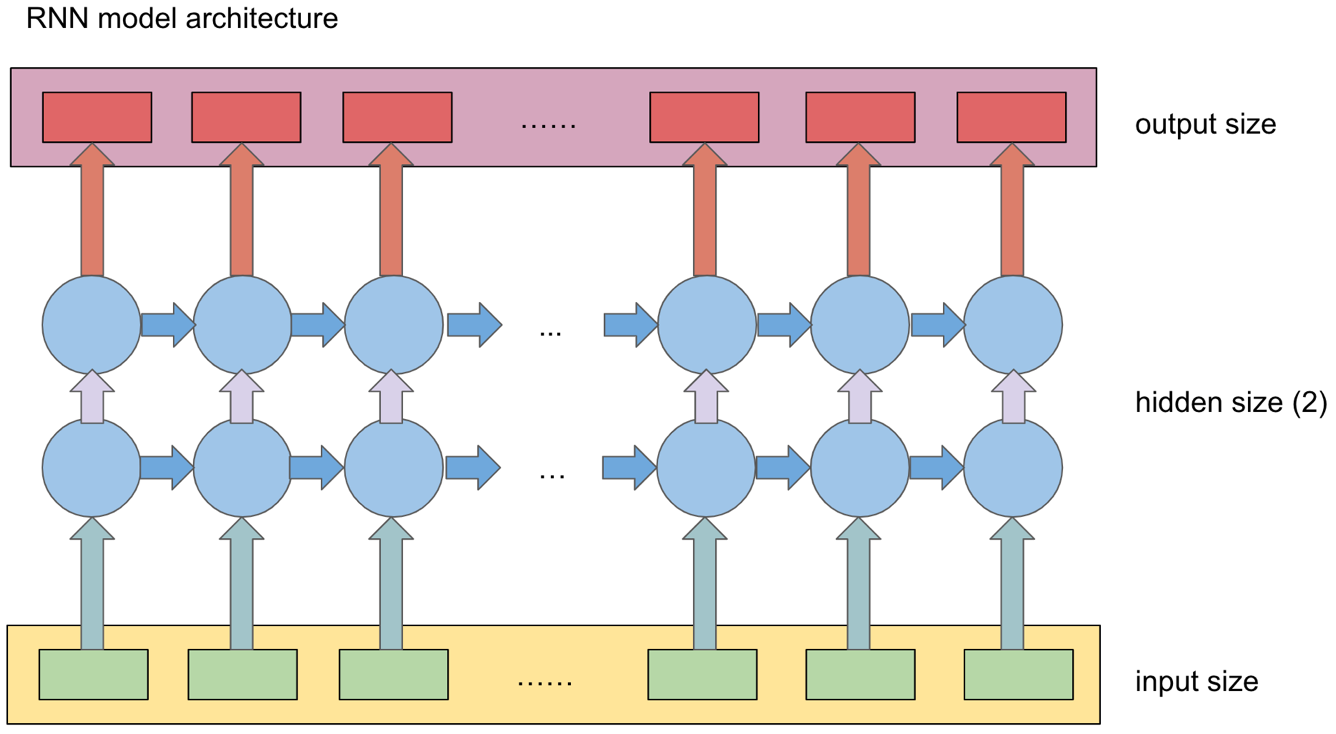 RNN model architecture
......
output size
...
hidden size (2)
...
......
input size